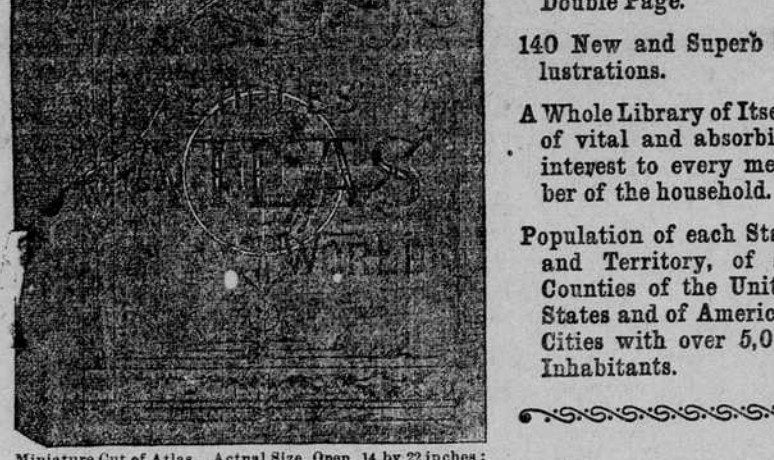 PEOPLE'S
ATLAS
WORLD
Miniature Cut of Atlas. Actual Size, Open, 14 by 22 inches;
Double Page.
140 New and Superb
lustrations.
A Whole Library of Itse
of vital and absorbi
interest to every me
ber of the household.
Population of each Sta
and Territory, of
Counties of the Unit
States and of Americ
Cities with over 5,0
Inhabitants.